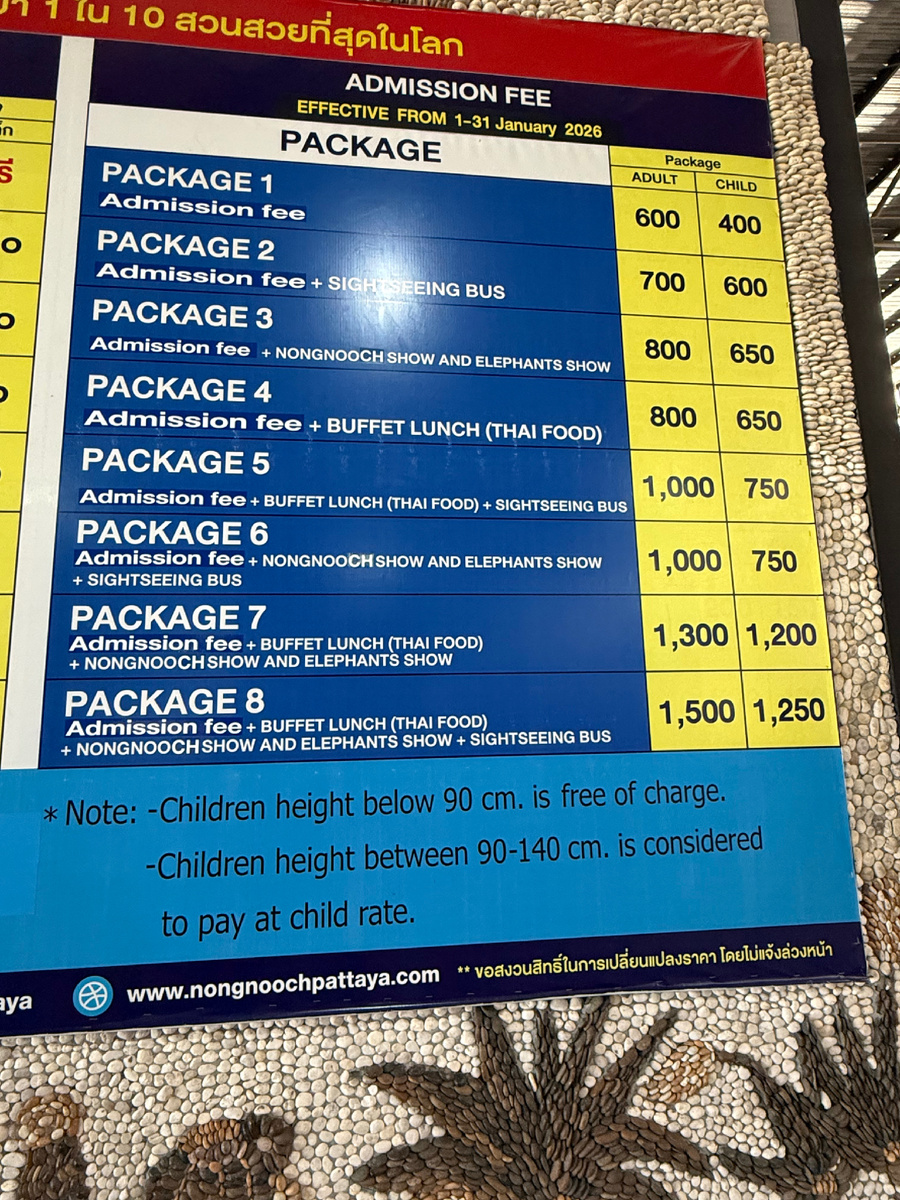 1 ใน 10 สวนสวยที่สุดในโลก
ADMISSION FEE
EFFECTIVE FROM 1-31 January 2026
PACKAGE
Package
ADULT CHILD
PACKAGE 1
Admission fee
600 400
PACKAGE 2
Admission fee + SIGHTSEEING BUS
700 600
PACKAGE 3
Admission fee + NONGNOOCH SHOW AND ELEPHANTS SHOW
800 650
PACKAGE 4
Admission fee + BUFFET LUNCH (THAI FOOD)
800 650
PACKAGE 5
Admission fee + BUFFET LUNCH (THAI FOOD) + SIGHTSEEING BUS
1,000 750
PACKAGE 6
Admission fee + NONGNOOCH SHOW AND ELEPHANTS SHOW
+ SIGHTSEEING BUS
1,000 750
PACKAGE 7
Admission fee + BUFFET LUNCH (THAI FOOD)
+ NONGNOOCH SHOW AND ELEPHANTS SHOW
1,300 1,200
PACKAGE 8
Admission fee + BUFFET LUNCH (THAI FOOD)
+ NONGNOOCH SHOW AND ELEPHANTS SHOW + SIGHTSEEING BUS
1,500 1,250
* Note: -Children height below 90 cm. is free of charge.
-Children height between 90-140 cm. is considered
to pay at child rate.
www.nongnoochpattaya.com ** ขอสงวนสิทธิ์ในการเปลี่ยนแปลงราคา โดยไม่แจ้งล่วงหน้า